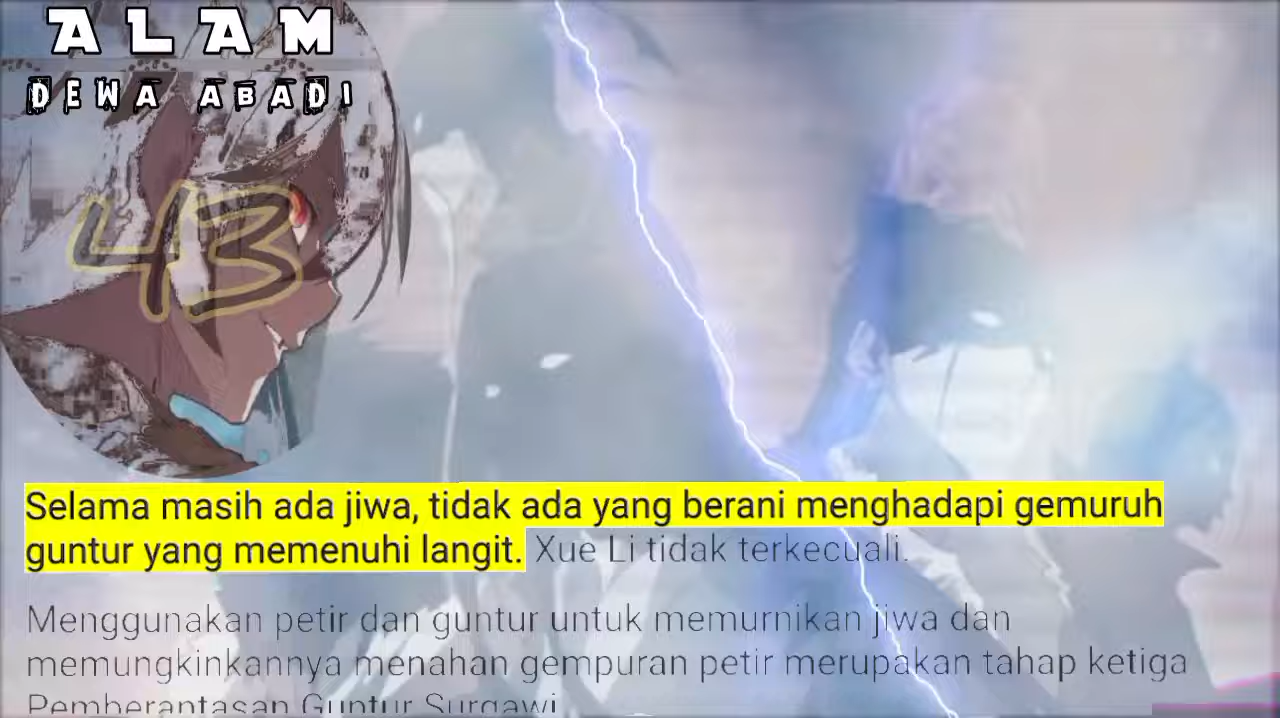 ALAM
DEWA ABADI
43
Selama masih ada jiwa, tidak ada yang berani menghadapi gemuruh
guntur yang memenuhi langit. Xue Li tidak terkecuali.
Menggunakan petir dan guntur untuk memurnikan jiwa dan
memungkinkannya menahan gempuran petir merupakan tahap ketiga
Pemberantasan Guntur Surgawi